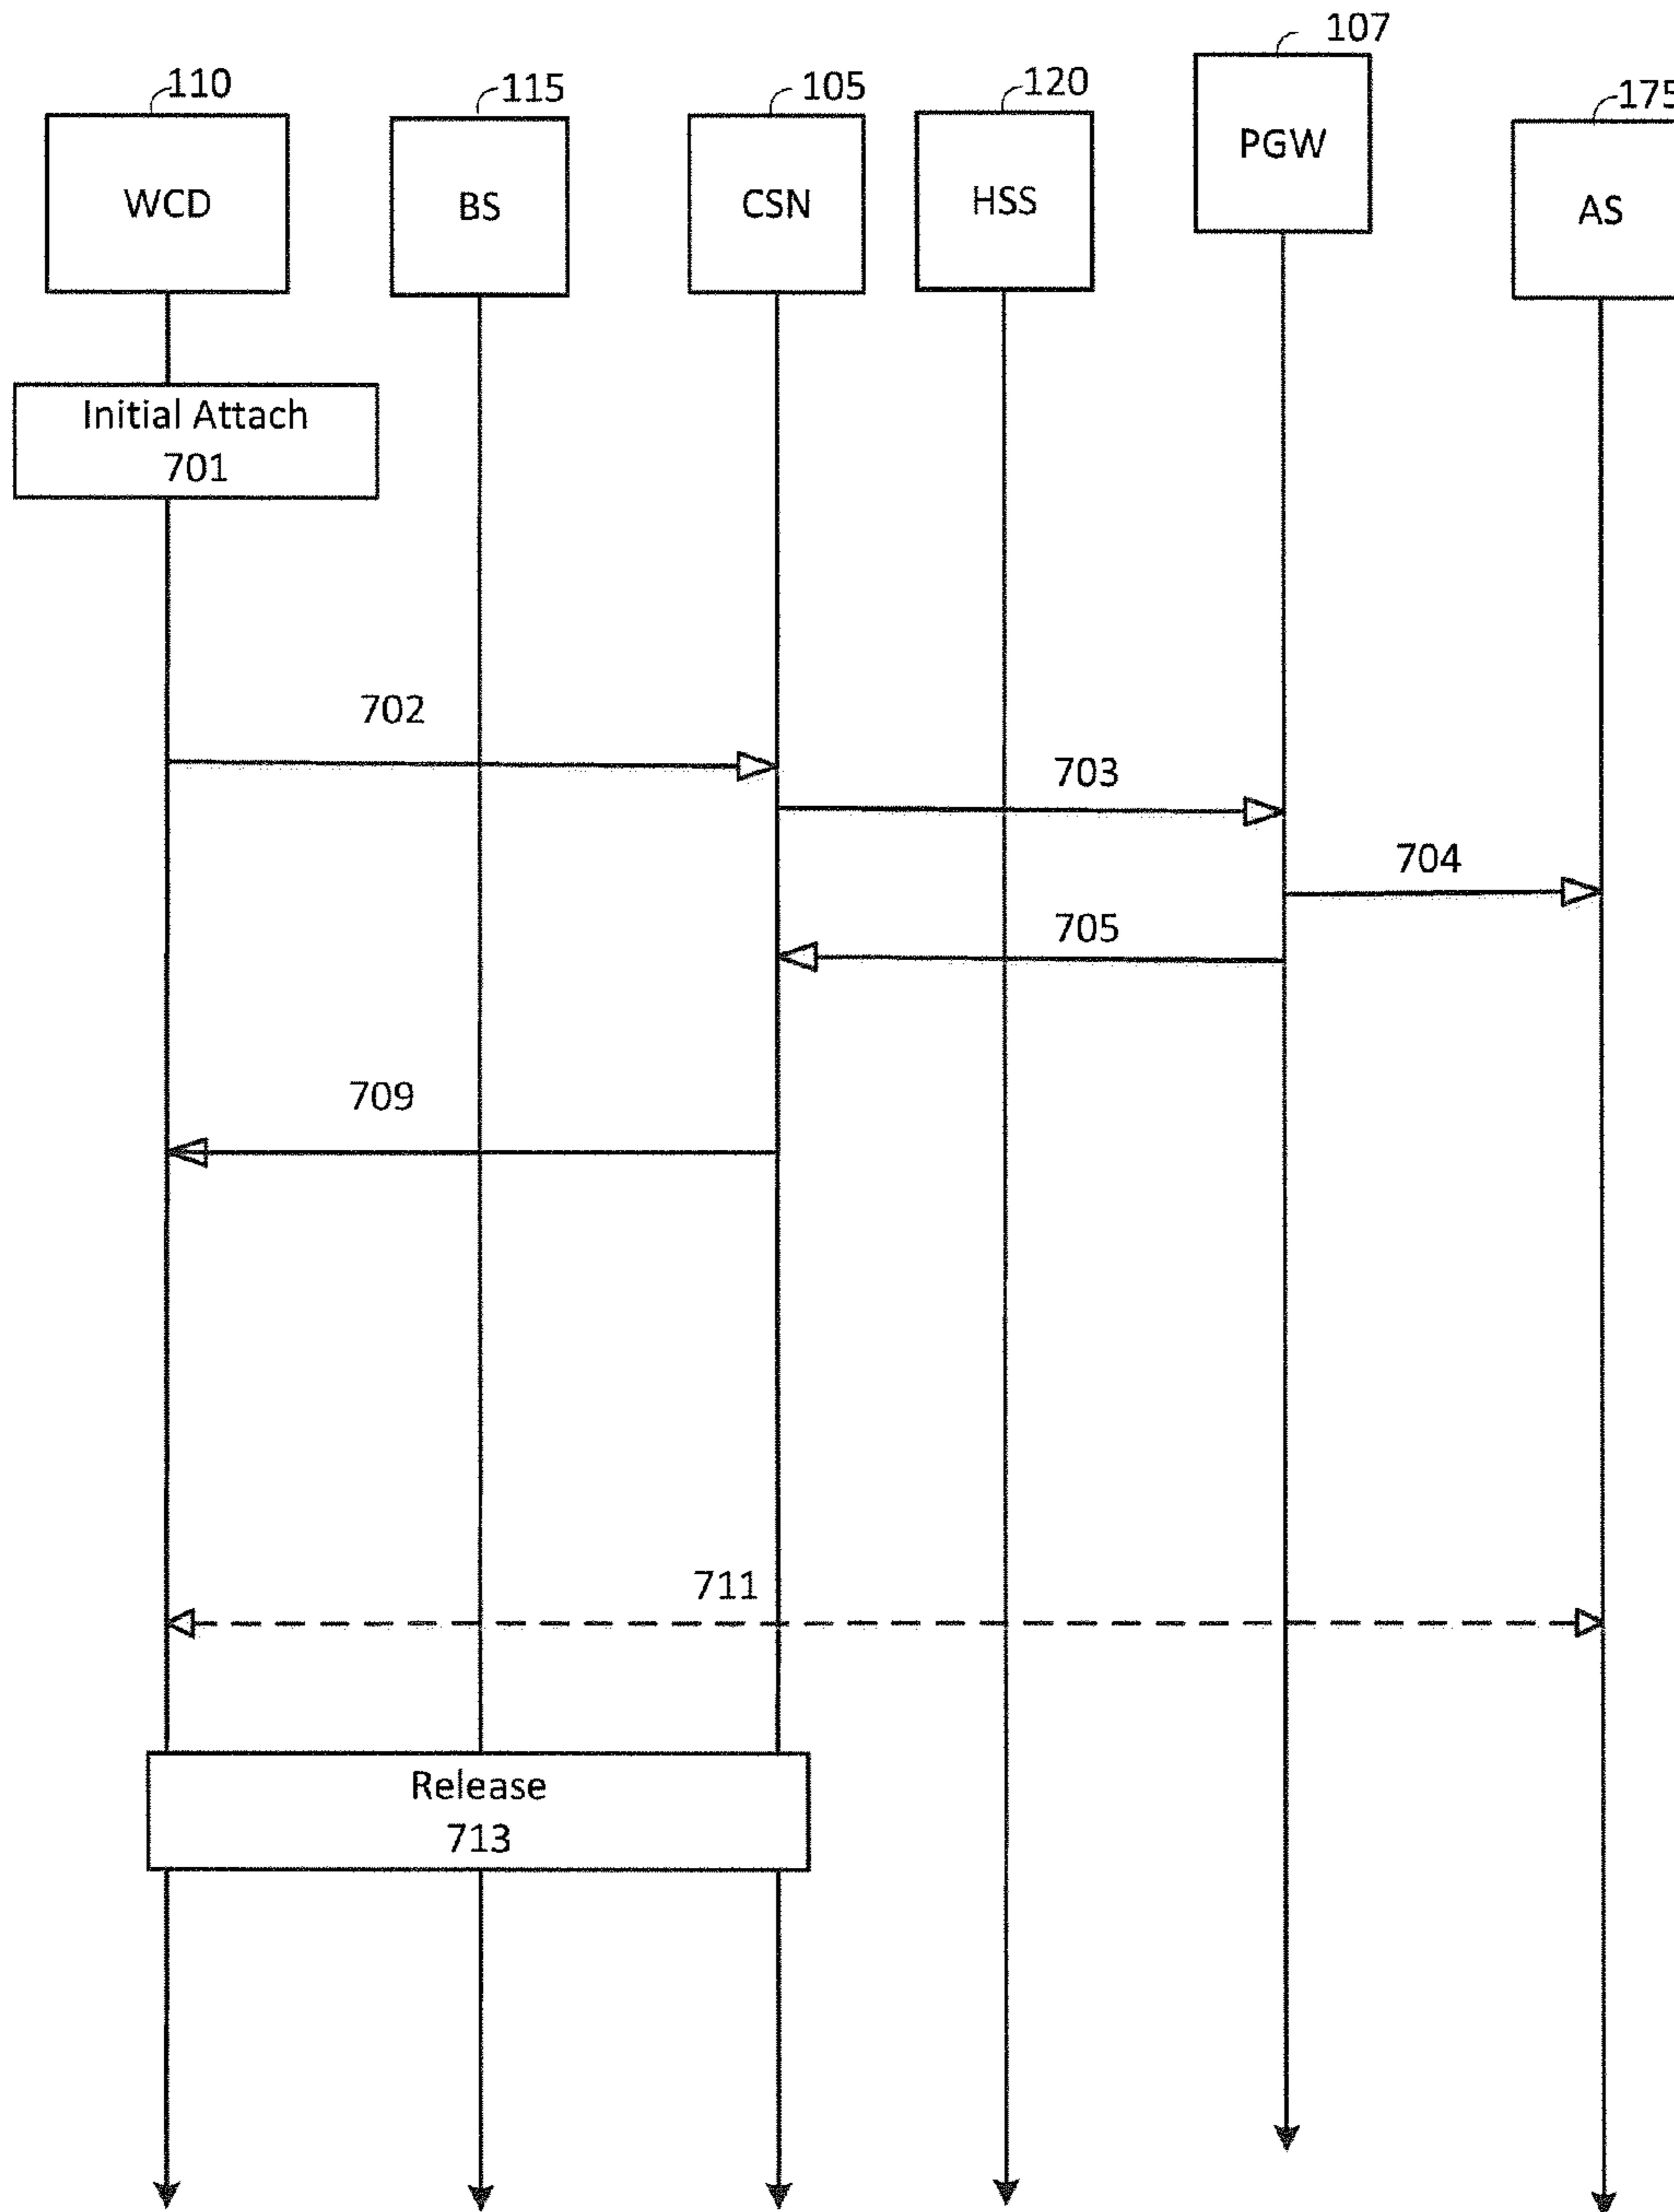 107
110
115
105
120
175
WCD
BS
CSN
HSS
PGW
AS
Initial Attach
701
702
703
704
705
709
711
Release
713